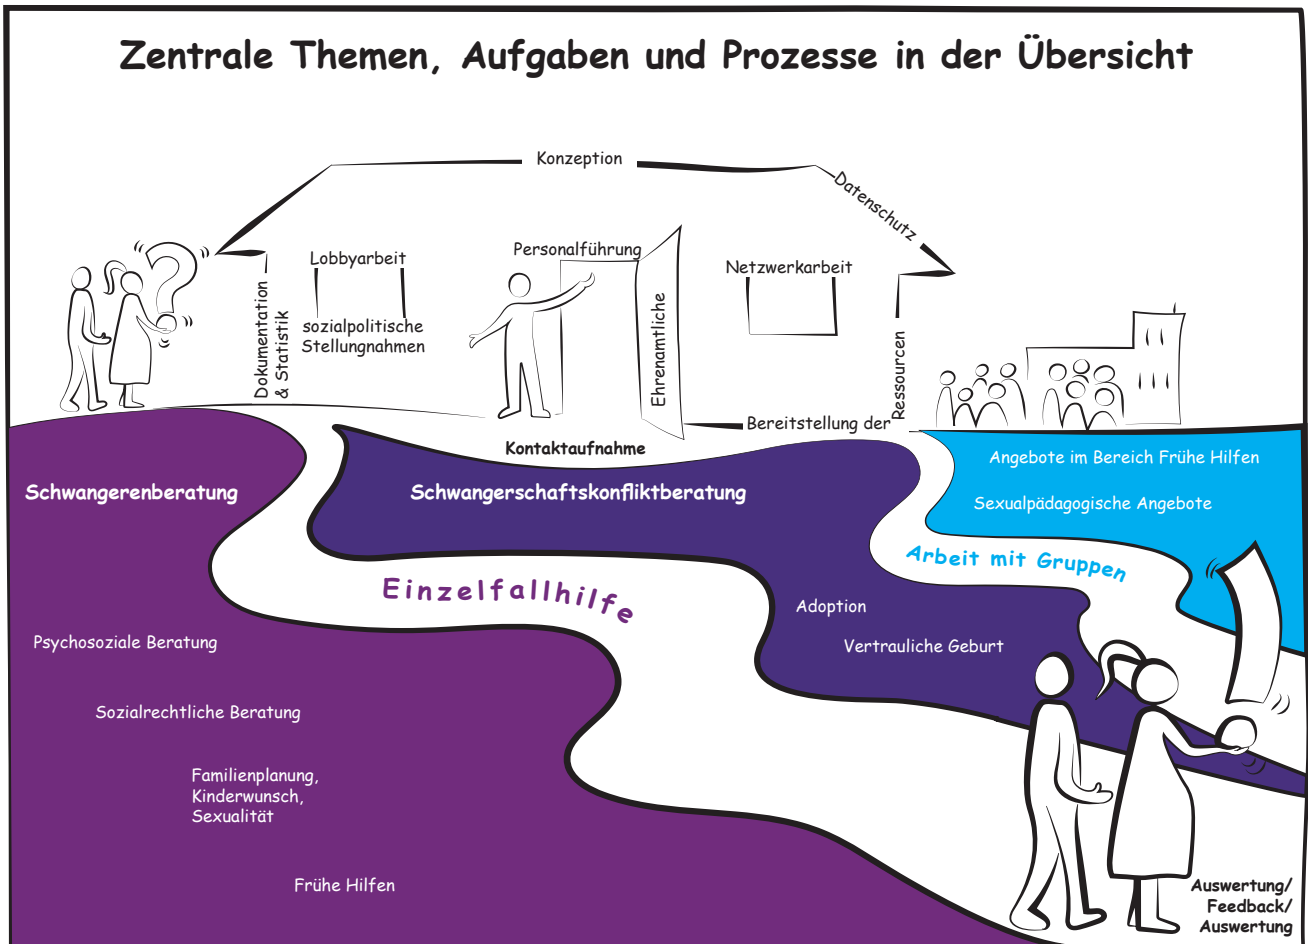 Zentrale Themen, Aufgaben und Prozesse in der Übersicht
Konzeption
Datenschutz
Lobbyarbeit
Personalführung
Netzwerkarbeit
Dokumentation
& Statistik
sozialpolitische
Stellungnahmen
Ehrenamtliche
Ressourcen
Bereitstellung der
Kontaktaufnahme
Schwangerenberatung
Schwangerschaftskonfliktberatung
Angebote im Bereich Frühe Hilfen
Sexualpädagogische Angebote
Arbeit mit Gruppen
Einzelfallhilfe
Adoption
Vertrauliche Geburt
Psychosoziale Beratung
Sozialrechtliche Beratung
Familienplanung,
Kinderwunsch,
Sexualität
Frühe Hilfen
Auswertung/
Feedback/
Auswertung